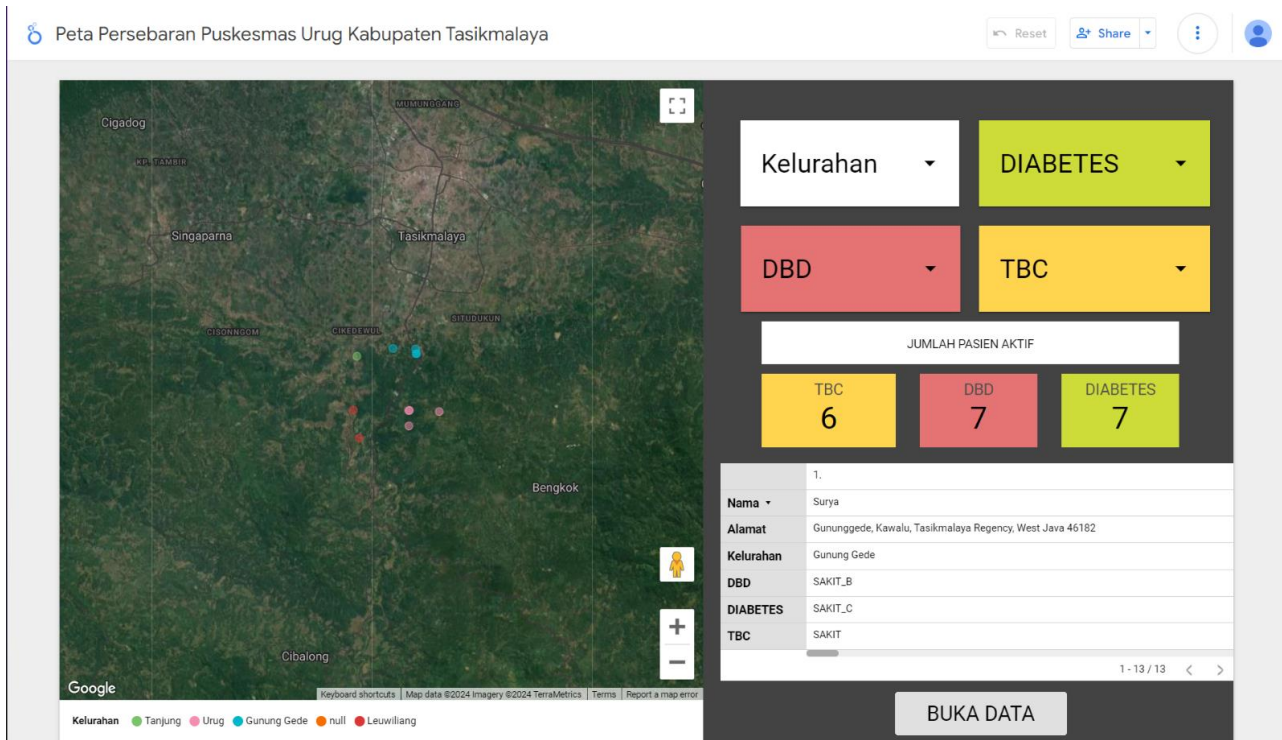 Peta Persebaran Puskesmas Urug Kabupaten Tasikmalaya
Reset
Share
MUMUNGGANG
Cigadog
KP. TAMBIR
Singaparna
Tasikmalaya
SITUDUKUN
CISONNGOM
CIKEDEWUL
Bengkok
Cibalong
Google
Keyboard shortcuts
Map data ©2024 Imagery ©2024 TerraMetrics
Terms
Report a map error
Kelurahan Tanjung Urug Gunung Gede null Leuwiliang
Kelurahan
DIABETES
DBD
TBC
JUMLAH PASIEN AKTIF
TBC
6
DBD
7
DIABETES
7
1.
Nama Surya
Alamat Gununggede, Kawalu, Tasikmalaya Regency, West Java 46182
Kelurahan Gunung Gede
DBD SAKIT_B
DIABETES SAKIT_C
TBC SAKIT
1 - 13 / 13
BUKA DATA